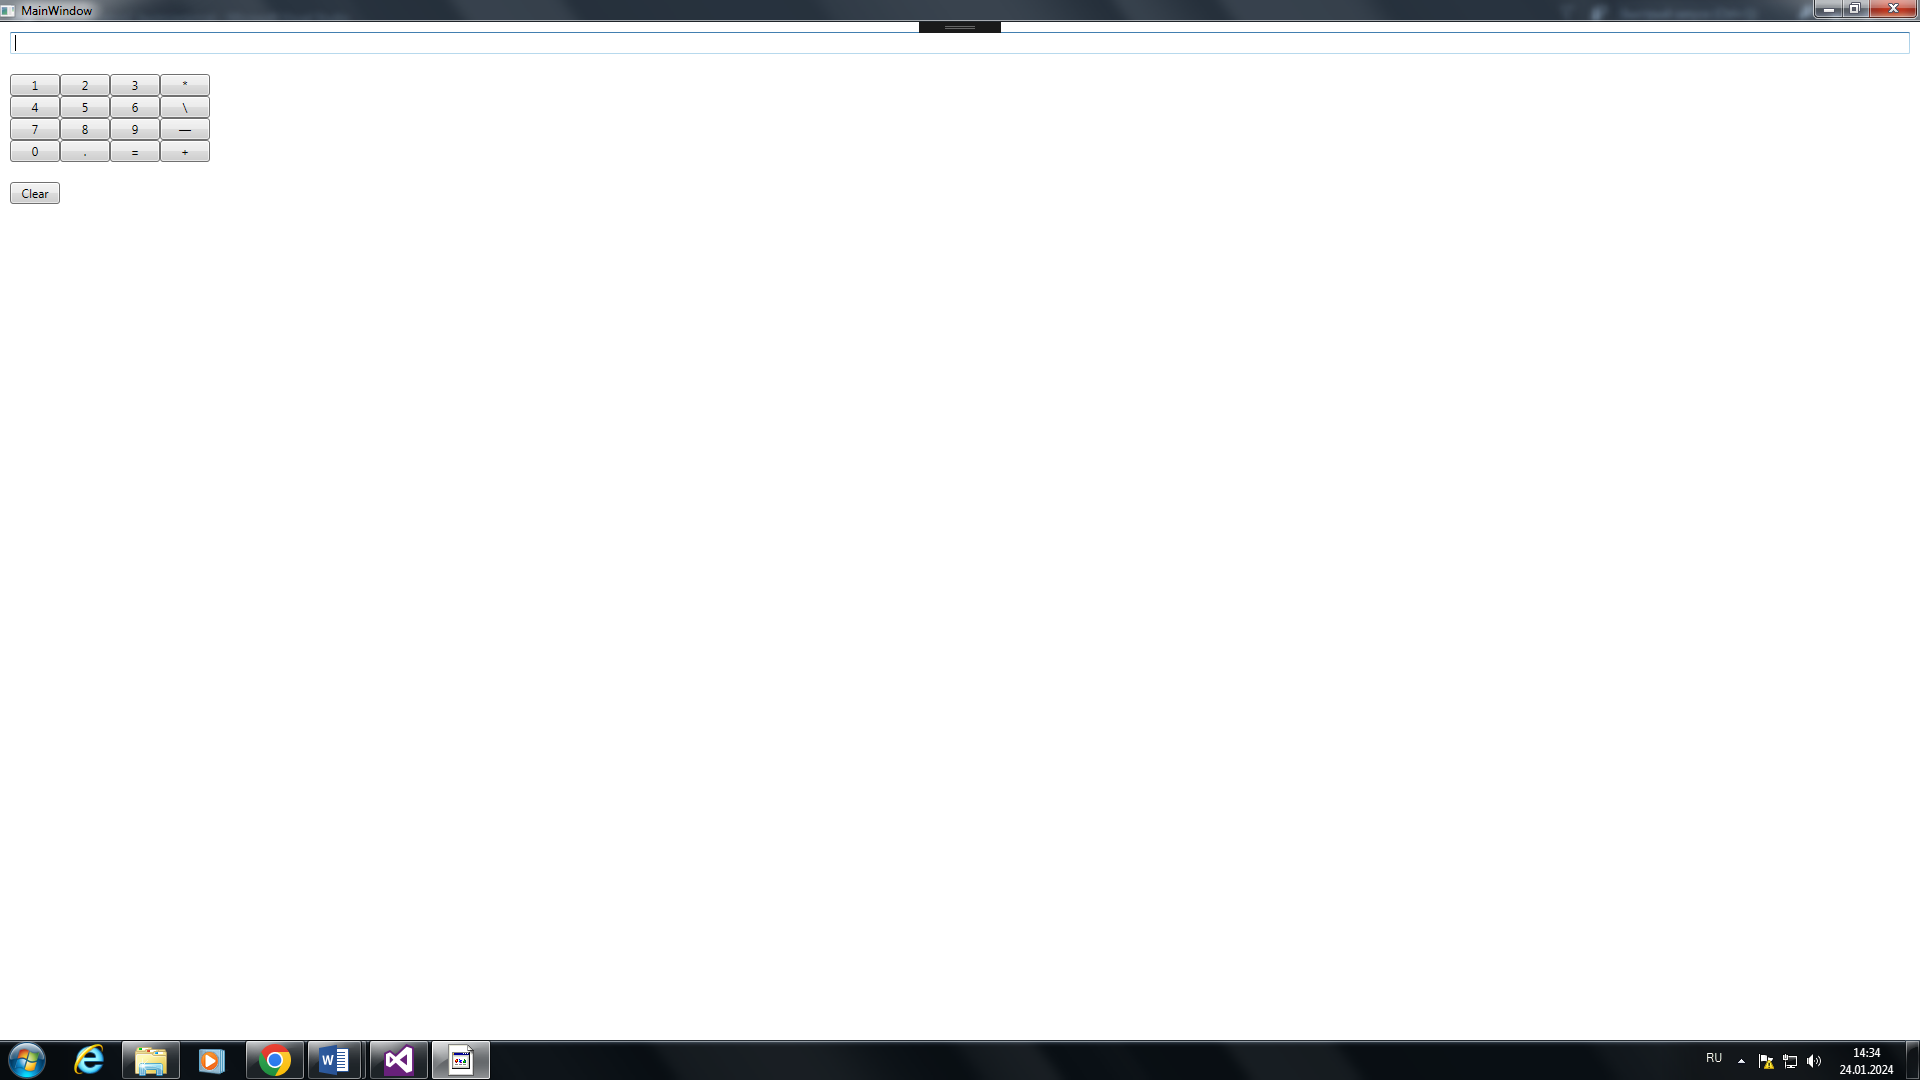 MainWindow
1 2 3 *
4 5 6 \
7 8 9 —
0 . = +
Clear
RU
14:34
24.01.2024